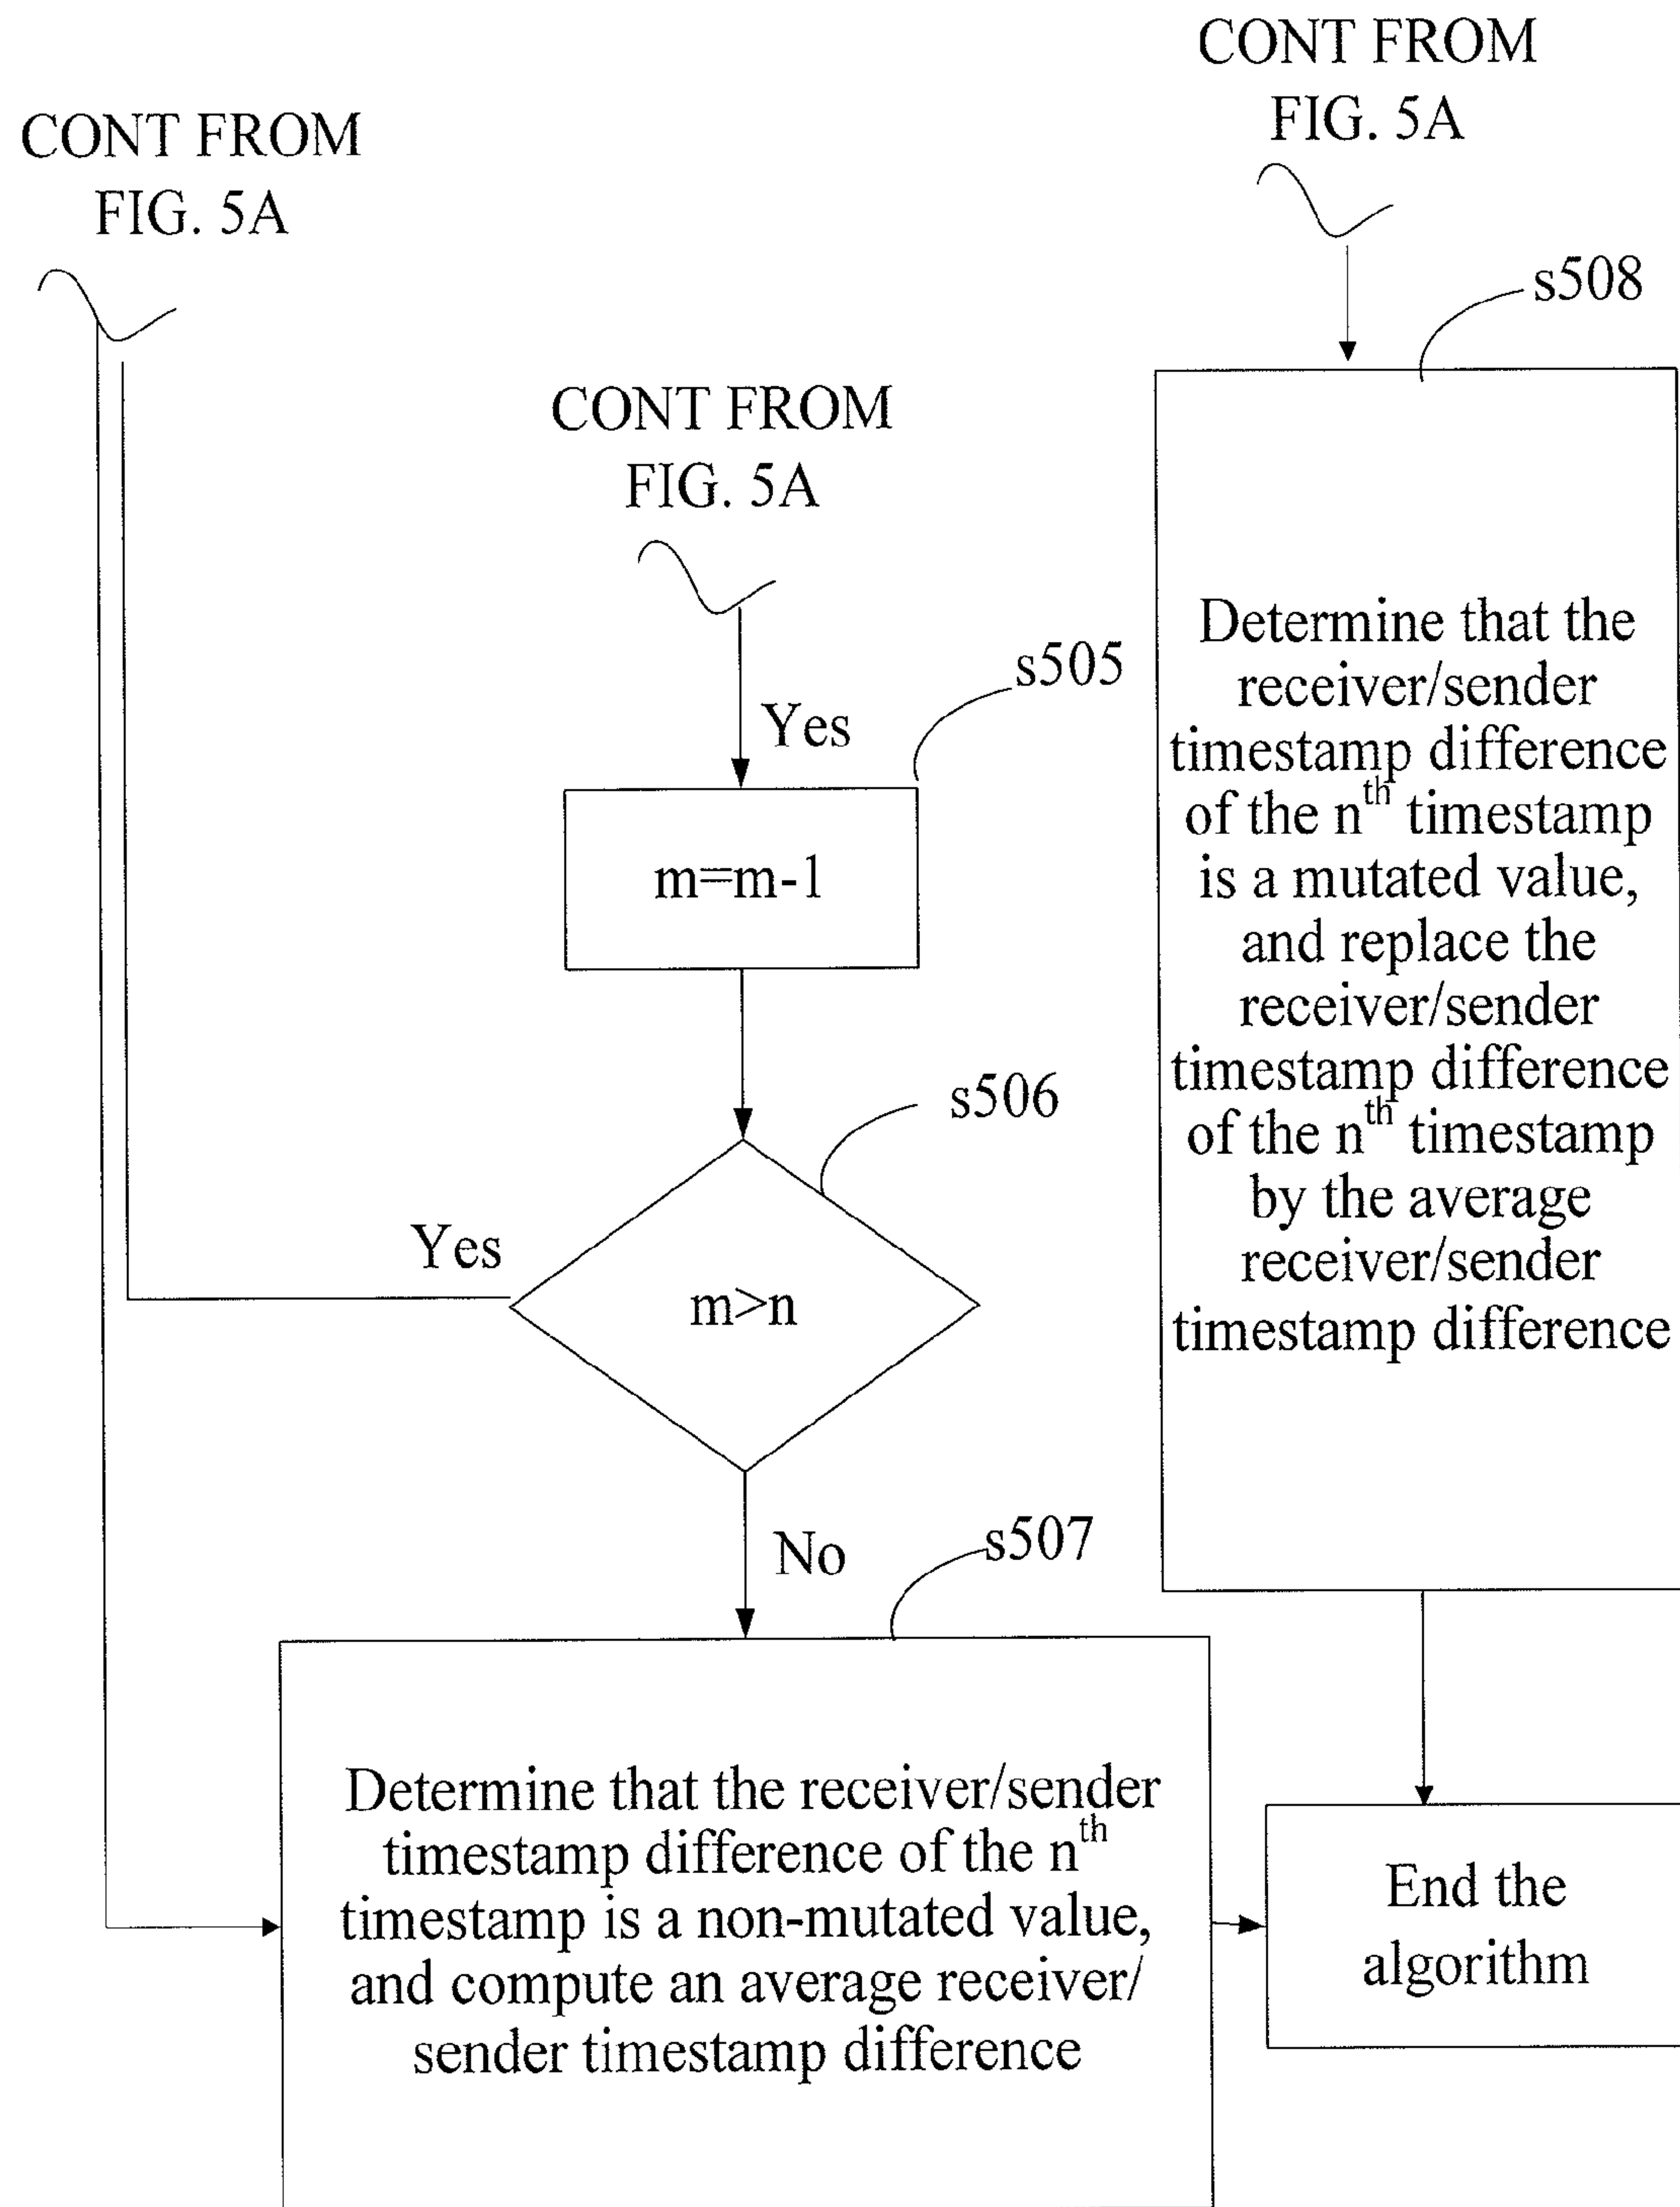 CONT FROM
FIG. 5A
CONT FROM
FIG. 5A
s508
CONT FROM
FIG. 5A
s505
Yes
m=m-1
Determine that the
receiver/sender
timestamp difference
of the nth timestamp
is a mutated value,
and replace the
receiver/sender
timestamp difference
of the nth timestamp
by the average
receiver/sender
timestamp difference
s506
Yes
m>n
No
s507
Determine that the receiver/sender
timestamp difference of the nth
timestamp is a non-mutated value,
and compute an average receiver/
sender timestamp difference
End the
algorithm